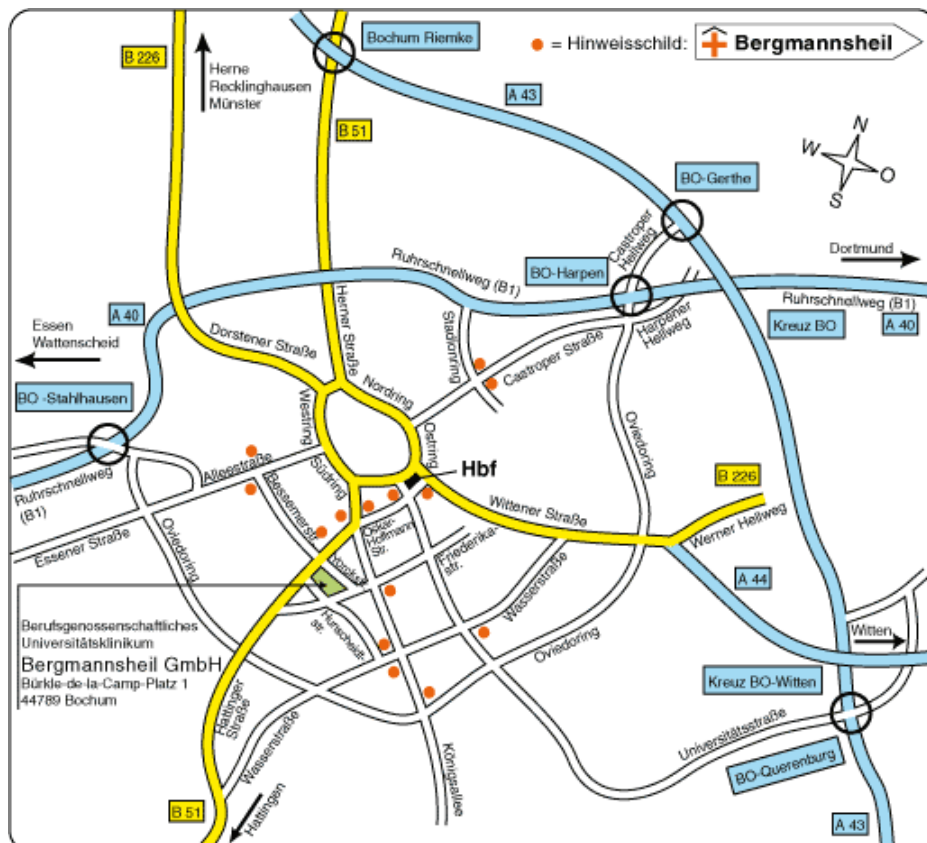 B 226
Herne
Recklinghausen
Münster
Bochum Riemke
= Hinweisschild:
Bergmannsheil
A 43
B 51
N
W
O
S
BO-Gerthe
Castroper
Hellweg
BO-Harpen
Dortmund
Ruhrschnellweg (B1)
Ruhrschnellweg (B1)
A 40
Kreuz BO
A 40
Essen
Wattenscheid
Herner Straße
Dorstener Straße
Stadionring
Castroper Straße
Harpener
Hellweg
BO -Stahlhausen
Nordring
Westring
Ostring
Oviedoring
Südring
Hbf
Alleestraße
Ruhrschnellweg
(B1)
Essener Straße
Bessemerstr.
Oskar-
Hoffmann
Str.
Wittener Straße
B 226
Werner Hellweg
Friederika-
str.
Oviedoring
Wasserstraße
A 44
Hunscheidt-
str.
Oviedoring
Witten
Berufsgenossenschaftliches
Universitätsklinikum
Bergmannsheil GmbH
Bürkle-de-la-Camp-Platz 1
44789 Bochum
Kreuz BO-Witten
Hattinger
Straße
Wasserstraße
Königsallee
Universitätsstraße
BO-Querenburg
B 51
Hattingen
A 43